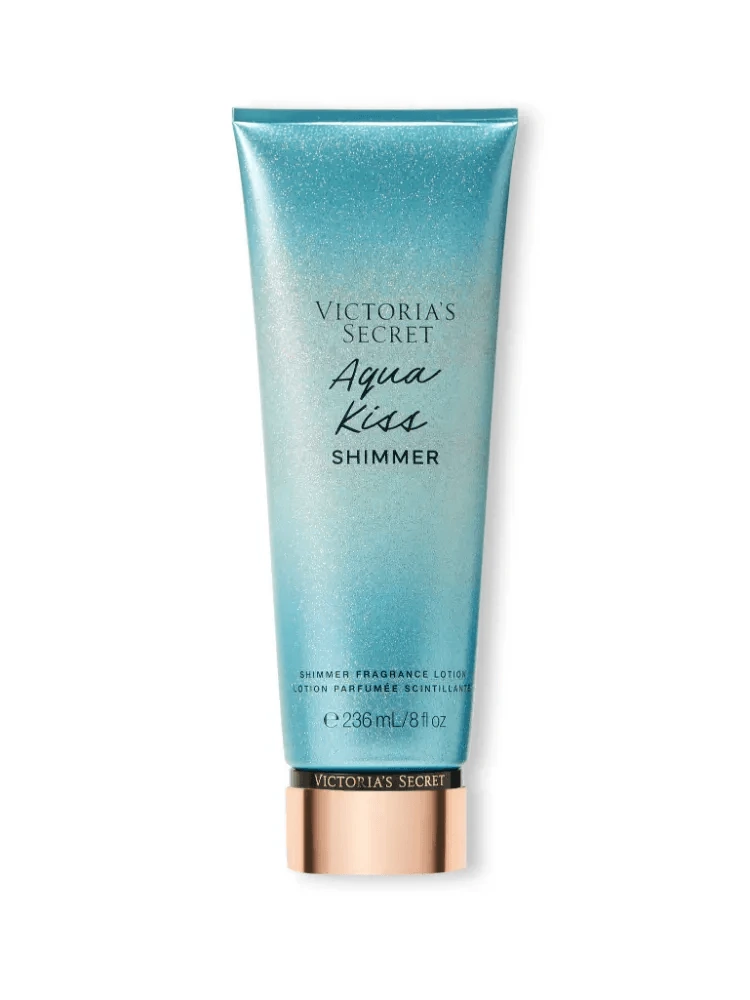 VICTORIA'S
SECRET
Aqua
Kiss
SHIMMER
SHIMMER FRAGRANCE LOTION
LOTION PARFUMÉE SCINTILLANTE
℮ 236 mL/8 fl oz
VICTORIA'S SECRET